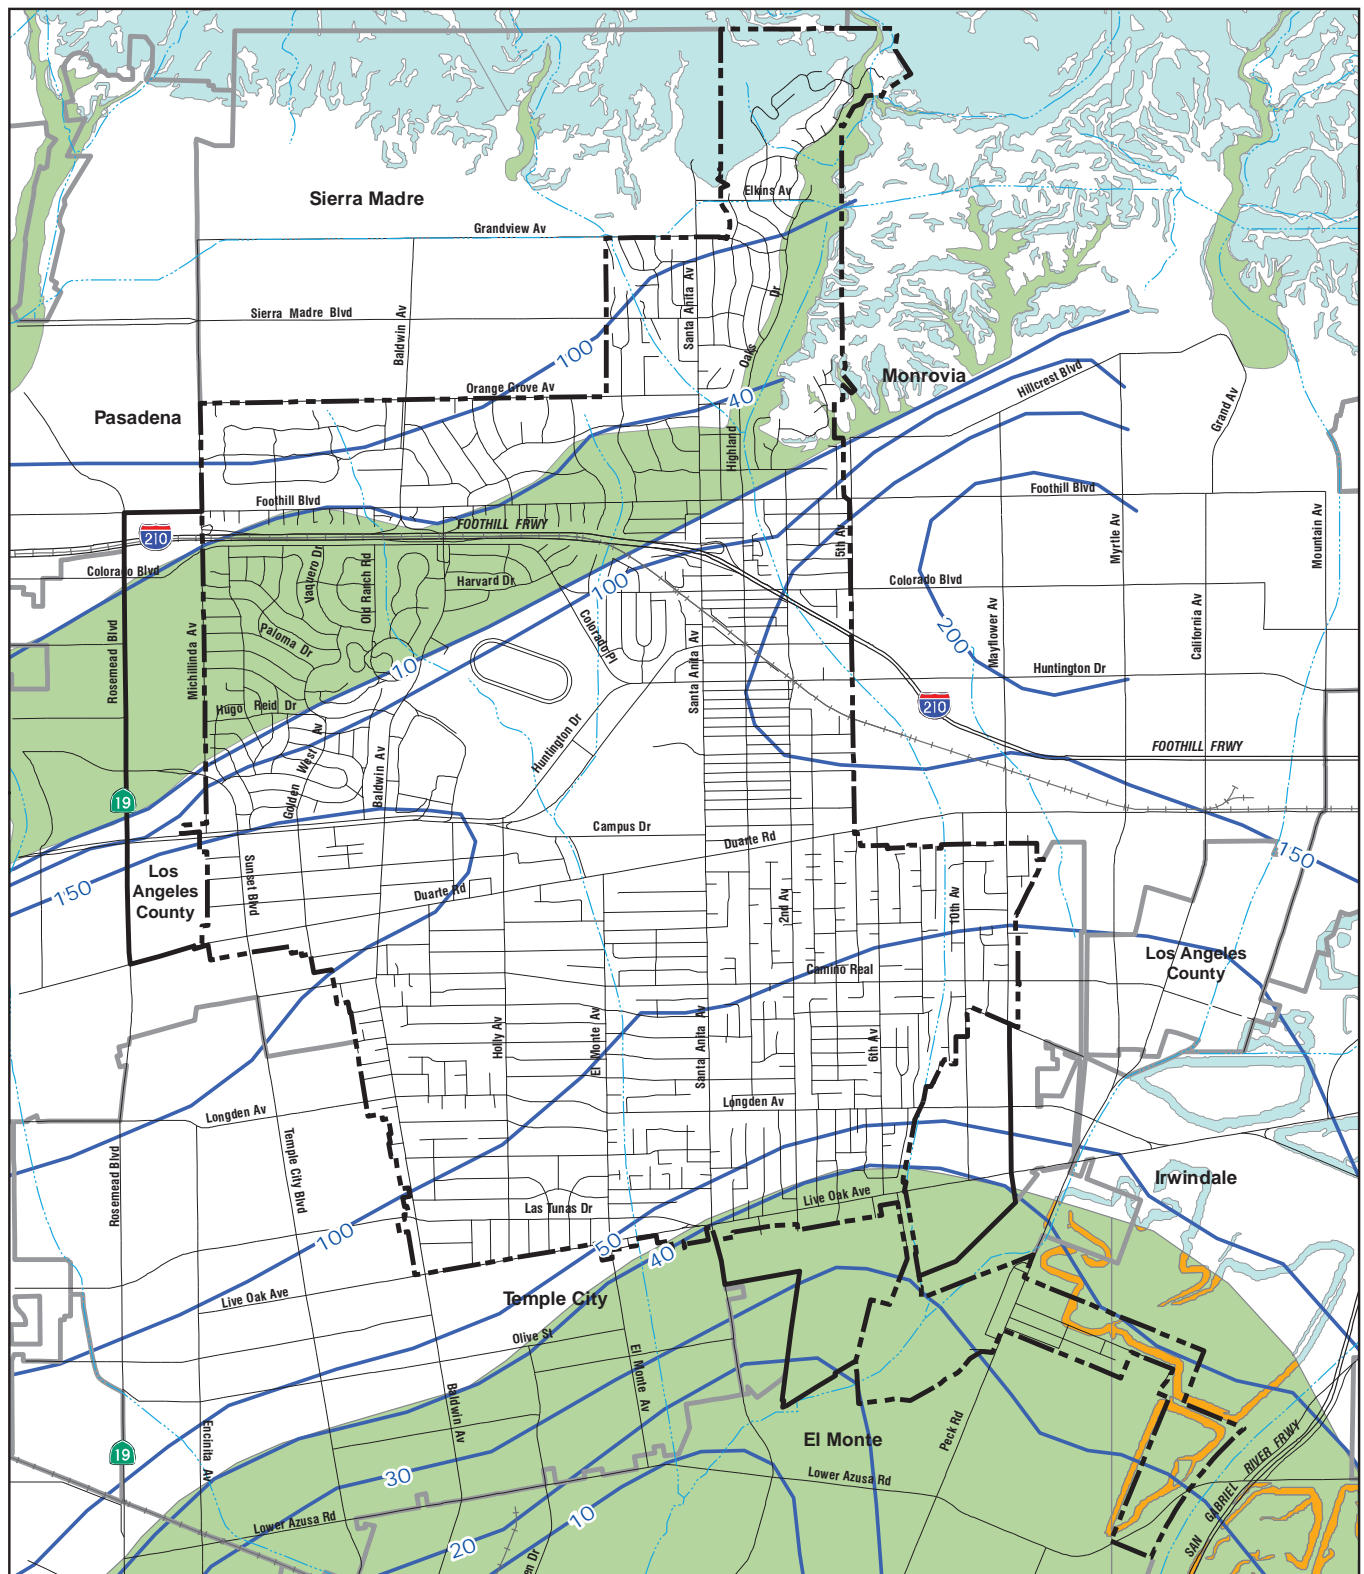 Elkins Av
Sierra Madre
Grandview Av
Santa Anita Av
Dr
Sierra Madre Blvd
Baldwin Av
Oaks
100
Monrovia
Hillcrest Blvd
Orange Grove Av
40
Grand Av
Pasadena
Highland
Foothill Blvd
Foothill Blvd
FOOTHILL FRWY
5th Av
Myrtle Av
Mountain Av
210
Colorado Blvd
Vaquero Dr
Old Ranch Rd
Harvard Dr
100
Colorado Blvd
Rosemead Blvd
Michillinda Av
Paloma Dr
Colorado Pl
Santa Anita Av
200
Mayflower Av
California Av
10
Huntington Dr
Hugo Reid Dr
210
Golden West Av
Baldwin Av
Huntington Dr
FOOTHILL FRWY
19
Campus Dr
Duarte Rd
150
150
Los
Angeles
County
Sunset Blvd
Duarte Rd
2nd Av
10th Av
Camino Real
Los Angeles
County
Holly Av
El Monte Av
Santa Anita Av
6th Av
Longden Av
Longden Av
Rosemead Blvd
Temple City Blvd
Irwindale
Live Oak Ave
Las Tunas Dr
100
50
40
Live Oak Ave
Temple City
Olive St
El Monte Av
Baldwin Av
Encinita Av
19
El Monte
Peck Rd
30
Lower Azusa Rd
SAN GABRIEL RIVER FRWY
Lower Azusa Rd
10
20
en Dr